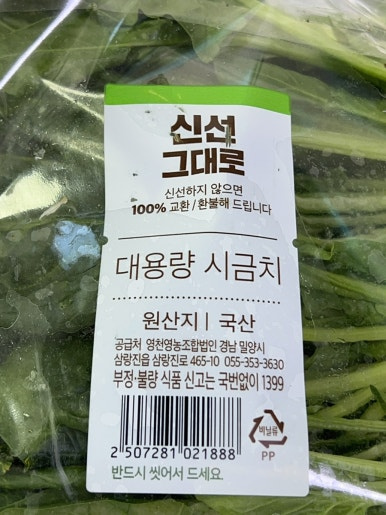 신선
그대로
신선하지 않으면
100% 교환 / 환불해 드립니다
대용량 시금치
원산지 | 국산
공급처 영천영농조합법인 경남 밀양시
삼랑진읍 삼랑진로 465-10 055-353-3630
부정·불량 식품 신고는 국번없이 1399
2 507281 021888
비닐류
PP
반드시 씻어서 드세요.